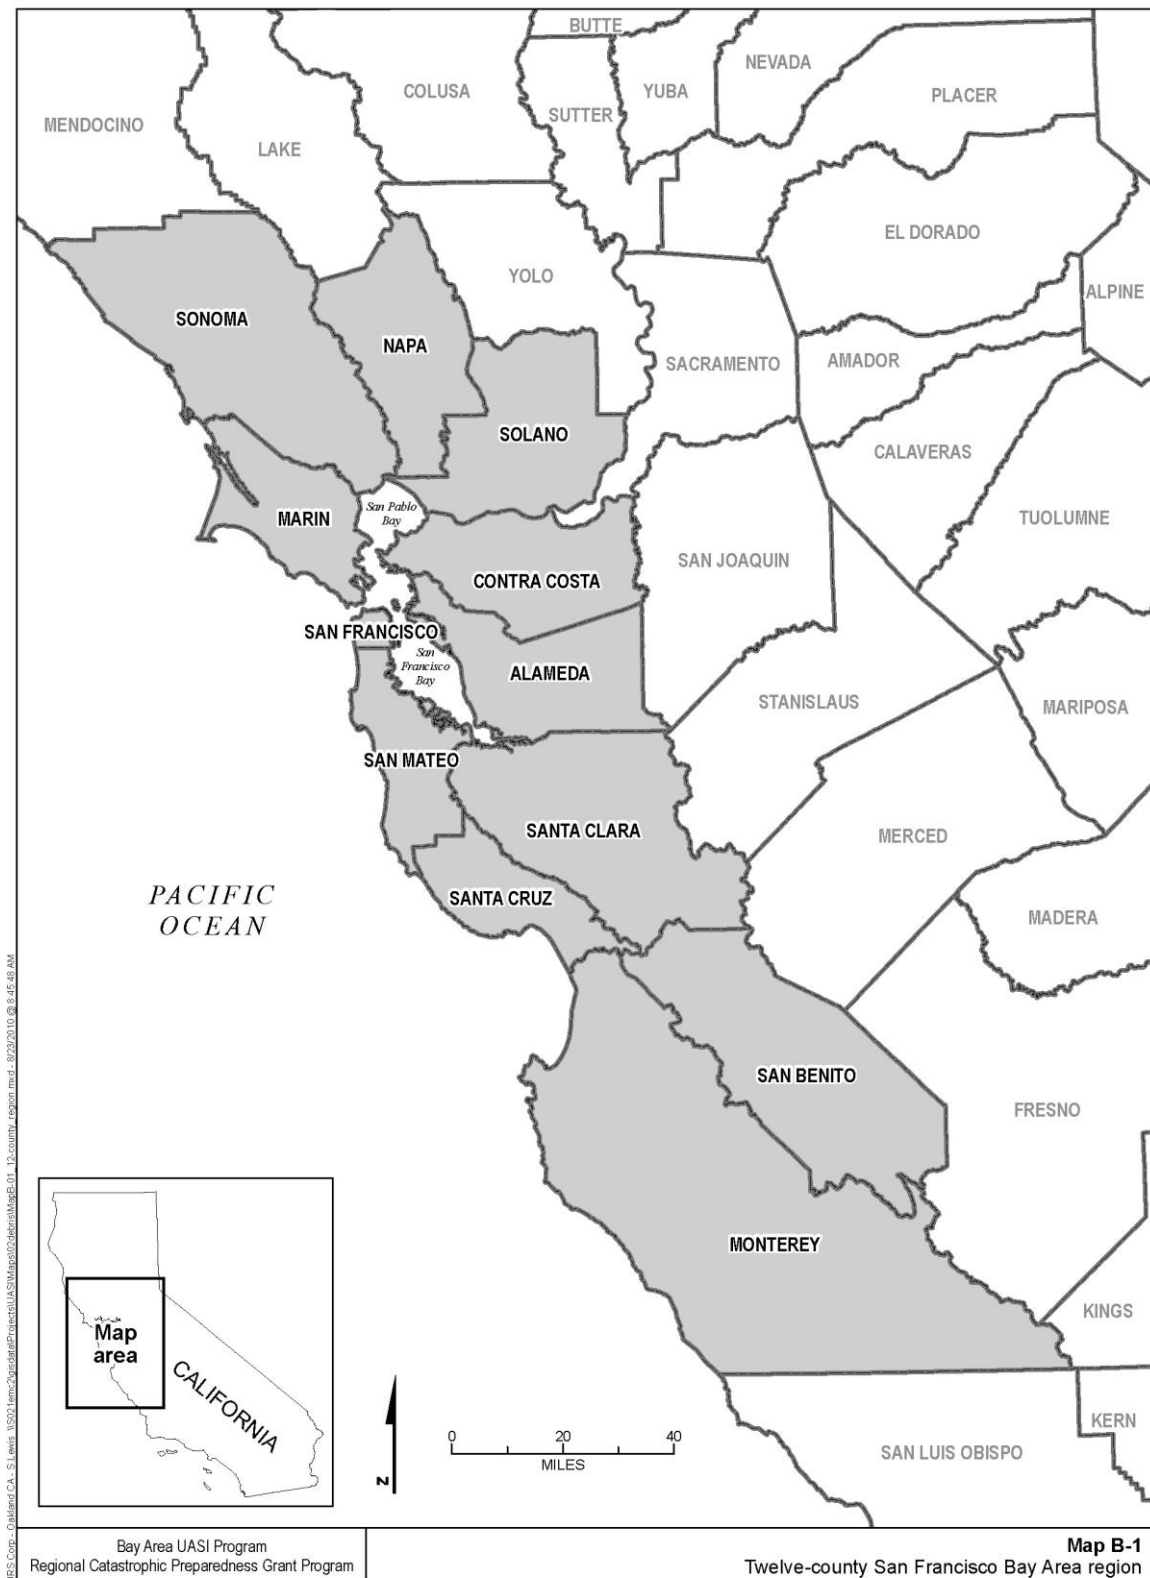 BUTTE
NEVADA
COLUSA
YUBA
PLACER
SUTTER
MENDOCINO
LAKE
EL DORADO
YOLO
ALPINE
SONOMA
NAPA
SACRAMENTO
AMADOR
SOLANO
CALAVERAS
San Pablo
Bay
MARIN
TUOLUMNE
SAN JOAQUIN
CONTRA COSTA
SAN FRANCISCO
San
Francisco
Bay
ALAMEDA
STANISLAUS
MARIPOSA
SAN MATEO
SANTA CLARA
MERCED
PACIFIC
OCEAN
SANTA CRUZ
MADERA
SAN BENITO
FRESNO
MONTEREY
KINGS
Map
area
CALIFORNIA
N
0 20 40
MILES
KERN
SAN LUIS OBISPO
Bay Area UASI Program
Regional Catastrophic Preparedness Grant Program
Map B-1
Twelve-county San Francisco Bay Area region